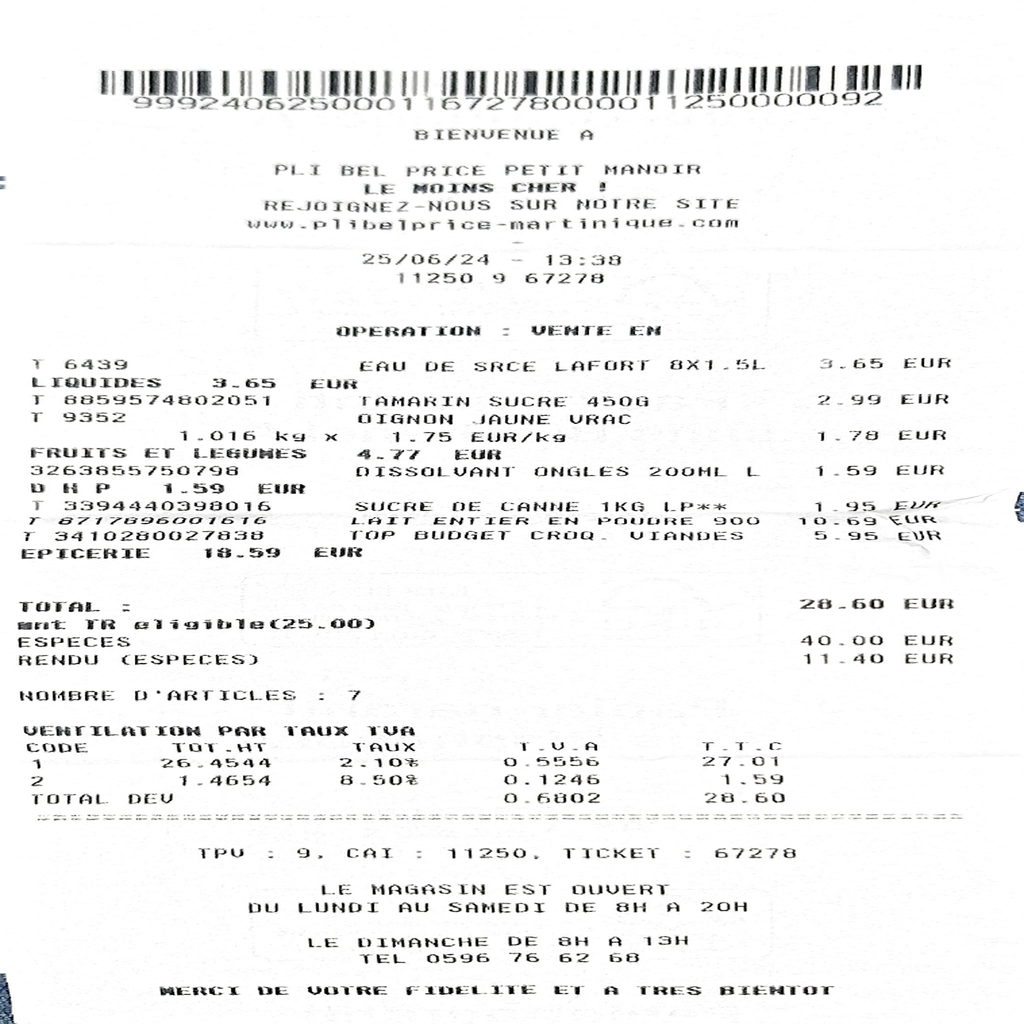 99924062500011672780000011250000092
BIENVENUE A
PLI BEL PRICE PETIT MANOIR
LE MOINS CHER !
REJOIGNEZ-NOUS SUR NOTRE SITE
www.plibelprice-martinique.com
-
25/06/24 - 13:38
11250 9 67278
OPERATION : VENTE EN
T 6439 EAU DE SRCE LAFORT 8X1.5L 3.65 EUR
LIQUIDES 3.65 EUR
T 8859574802051 TAMARIN SUCRE 450G 2.99 EUR
T 9352 OIGNON JAUNE VRAC
1.016 kg x 1.75 EUR/kg 1.78 EUR
FRUITS ET LEGUMES 4.77 EUR
3263855750798 DISSOLVANT ONGLES 200ML L 1.59 EUR
D H P 1.59 EUR
T 3394440398016 SUCRE DE CANNE 1KG LP** 1.95 EUR
T 8717896001616 LAIT ENTIER EN POUDRE 900 10.69 EUR
T 3410280027838 TOP BUDGET CROQ. VIANDES 5.95 EUR
EPICERIE 18.59 EUR
TOTAL : 28.60 EUR
mnt TR eligible(25.00)
ESPECES 40.00 EUR
RENDU (ESPECES) 11.40 EUR
NOMBRE D'ARTICLES : 7
VENTILATION PAR TAUX TVA
CODE TOT.HT TAUX T.V.A T.T.C
1 26.4544 2.10% 0.5556 27.01
2 1.4654 8.50% 0.1246 1.59
TOTAL DEV 0.6802 28.60
TPV : 9, CAI : 11250, TICKET : 67278
LE MAGASIN EST OUVERT
DU LUNDI AU SAMEDI DE 8H A 20H
LE DIMANCHE DE 8H A 13H
TEL 0596 76 62 68
MERCI DE VOTRE FIDELITE ET A TRES BIENTOT